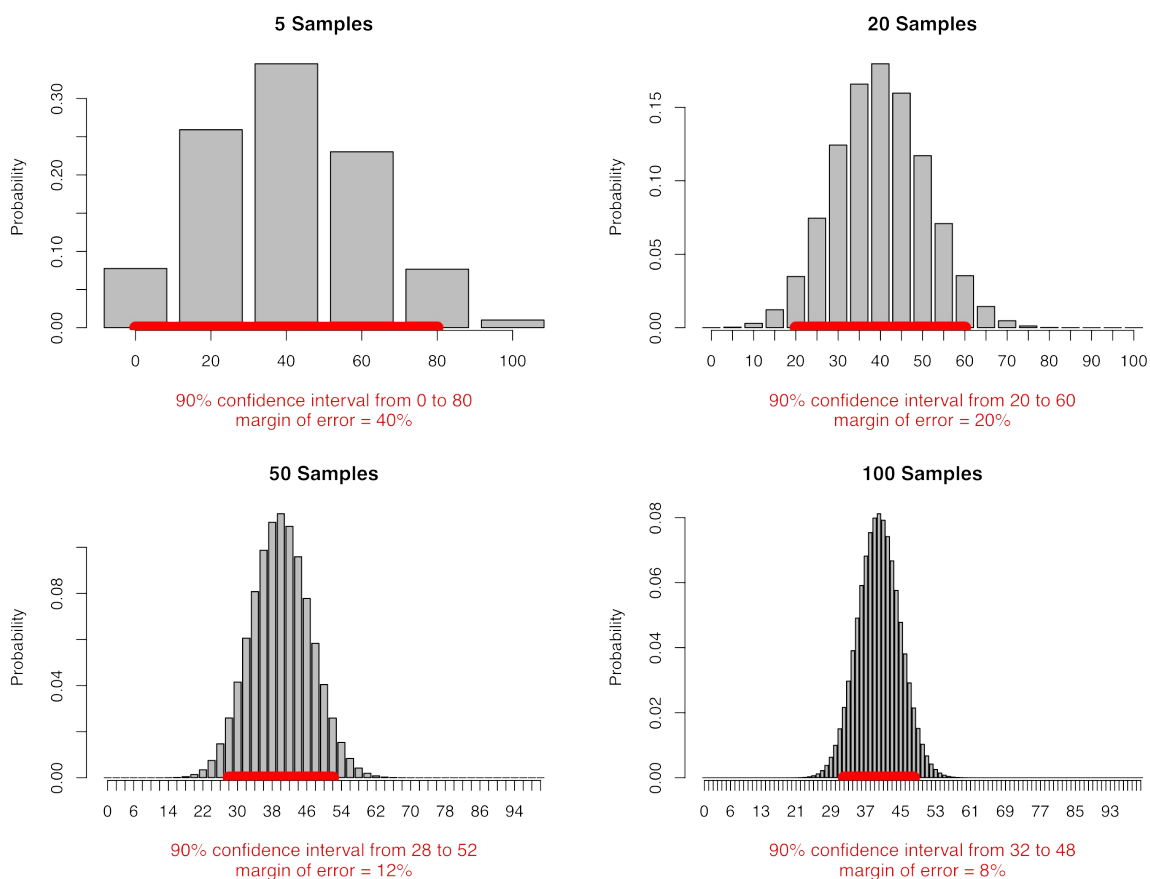 5 Samples
Probability
0.00 0.10 0.20 0.30
0 20 40 60 80 100
90% confidence interval from 0 to 80
margin of error = 40%
20 Samples
Probability
0.00 0.05 0.10 0.15
0 10 20 30 40 50 60 70 80 90 100
90% confidence interval from 20 to 60
margin of error = 20%
50 Samples
Probability
0.00 0.04 0.08
0 6 14 22 30 38 46 54 62 70 78 86 94
90% confidence interval from 28 to 52
margin of error = 12%
100 Samples
Probability
0.00 0.02 0.04 0.06 0.08
0 6 13 21 29 37 45 53 61 69 77 85 93
90% confidence interval from 32 to 48
margin of error = 8%